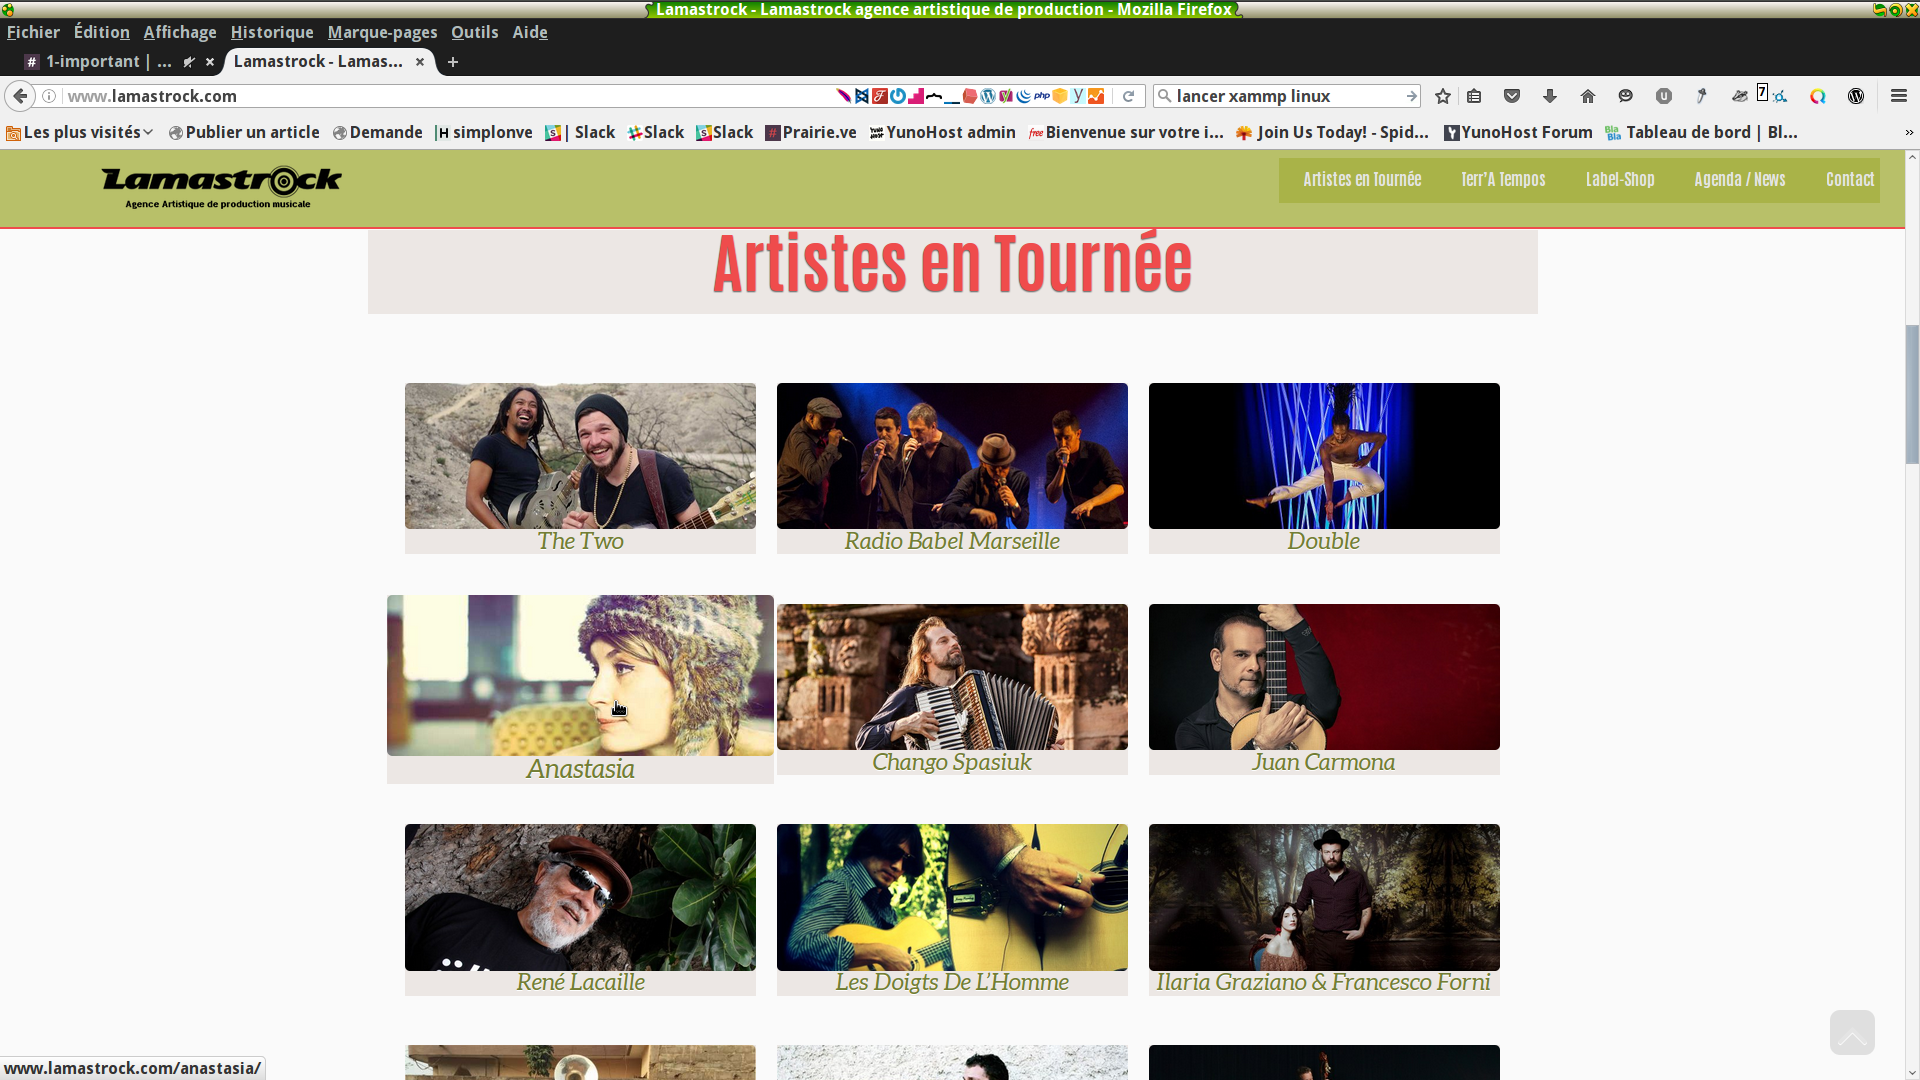 Lamastrock - Lamastrock agence artistique de production - Mozilla Firefox
Fichier Édition Affichage Historique Marque-pages Outils Aide
# 1-important | ... × Lamastrock - Lamas... × +
www.lamastrock.com php lancer xammp linux 7
Les plus visités Publier un article Demande H simplonve | Slack Slack Slack # Prairie.ve YunoHost admin free Bienvenue sur votre i... Join Us Today! - Spid... YunoHost Forum Bla Bla Tableau de bord | Bl... »
Lamastrock
Agence Artistique de production musicale
Artistes en Tournée Terr'A Tempos Label-Shop Agenda / News Contact
Artistes en Tournée
The Two Radio Babel Marseille Double
Anastasia Chango Spasiuk Juan Carmona
René Lacaille Les Doigts De L'Homme Ilaria Graziano & Francesco Forni
www.lamastrock.com/anastasia/